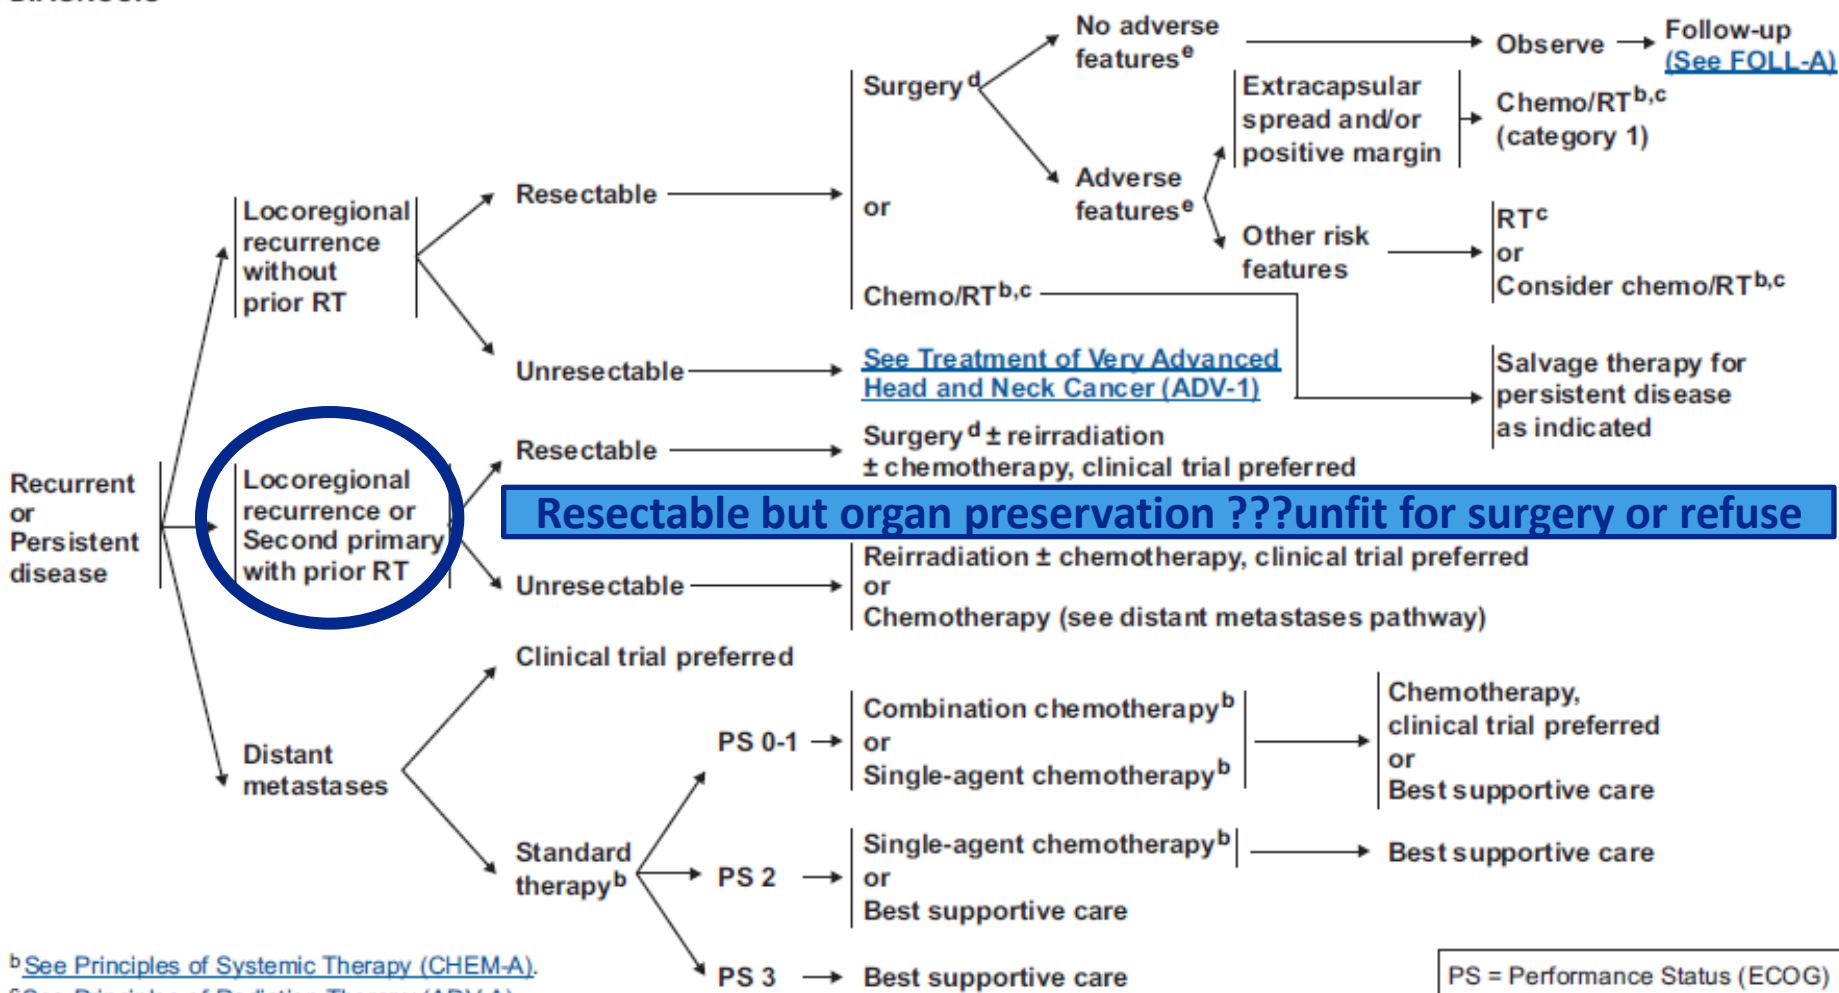 No adverse
features e
Observe
Follow-up
(See FOLL-A)
Surgery d
Extracapsular
spread and/or
positive margin
Chemo/RT b,c
(category 1)
Adverse
features e
Resectable
or
Locoregional
recurrence
without
prior RT
Other risk
features
RT c
or
Consider chemo/RT b,c
Chemo/RT b,c
Unresectable
See Treatment of Very Advanced
Head and Neck Cancer (ADV-1)
Salvage therapy for
persistent disease
as indicated
Recurrent
or
Persistent
disease
Locoregional
recurrence or
Second primary
with prior RT
Resectable
Surgery d ± reirradiation
± chemotherapy, clinical trial preferred
Resectable but organ preservation ???unfit for surgery or refuse
Unresectable
Reirradiation ± chemotherapy, clinical trial preferred
or
Chemotherapy (see distant metastases pathway)
Clinical trial preferred
Distant
metastases
Standard
therapy b
PS 0-1
Combination chemotherapy b
or
Single-agent chemotherapy b
Chemotherapy,
clinical trial preferred
or
Best supportive care
PS 2
Single-agent chemotherapy b
or
Best supportive care
Best supportive care
PS 3
Best supportive care
b See Principles of Systemic Therapy (CHEM-A).
PS = Performance Status (ECOG)